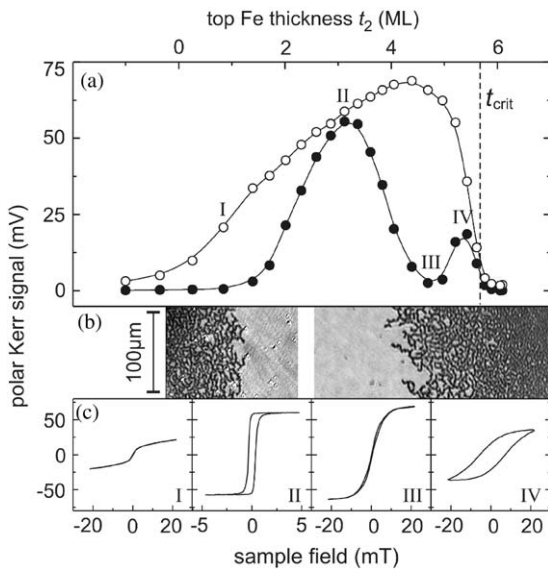 top Fe thickness t₂ (ML)
0 2 4 6
(a)
75
50
25
0
I
II
III
IV
t_crit
polar Kerr signal (mV)
(b)
100μm
(c)
50
0
-50
I
II
III
IV
-20 0 20 -5 0 5 -20 0 20 -20 0 20
sample field (mT)